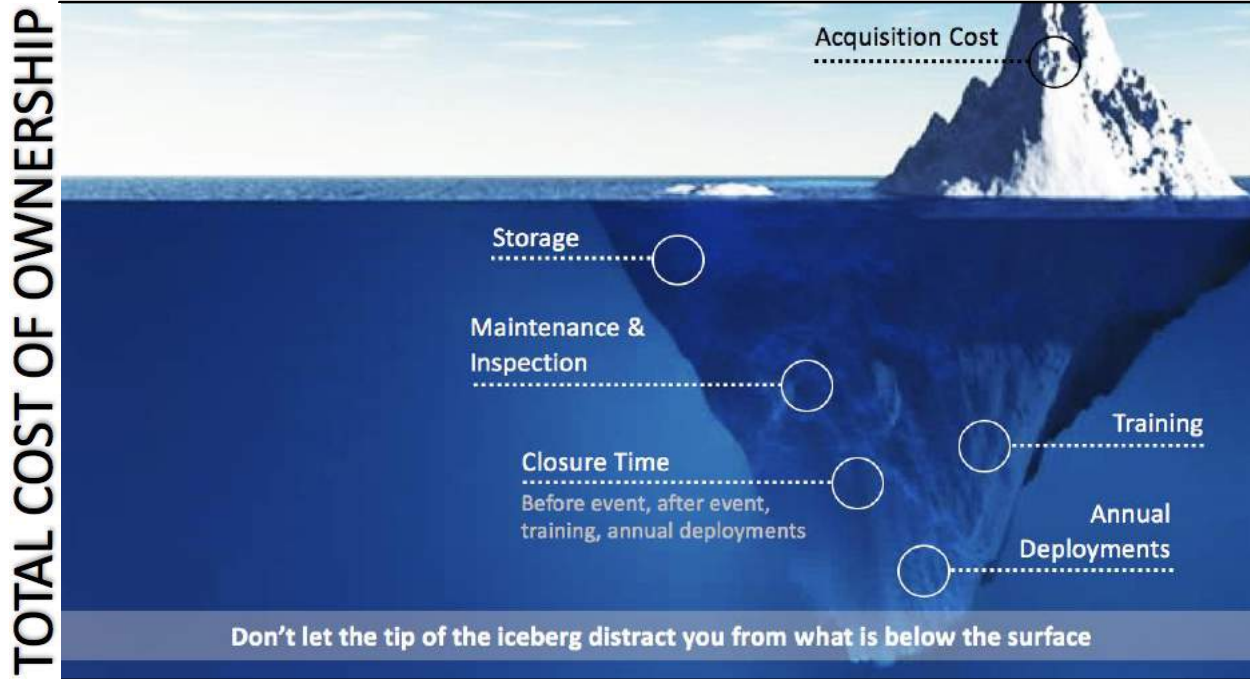 TOTAL COST OF OWNERSHIP
Acquisition Cost
Storage
Maintenance &
Inspection
Training
Closure Time
Before event, after event,
training, annual deployments
Annual
Deployments
Don’t let the tip of the iceberg distract you from what is below the surface